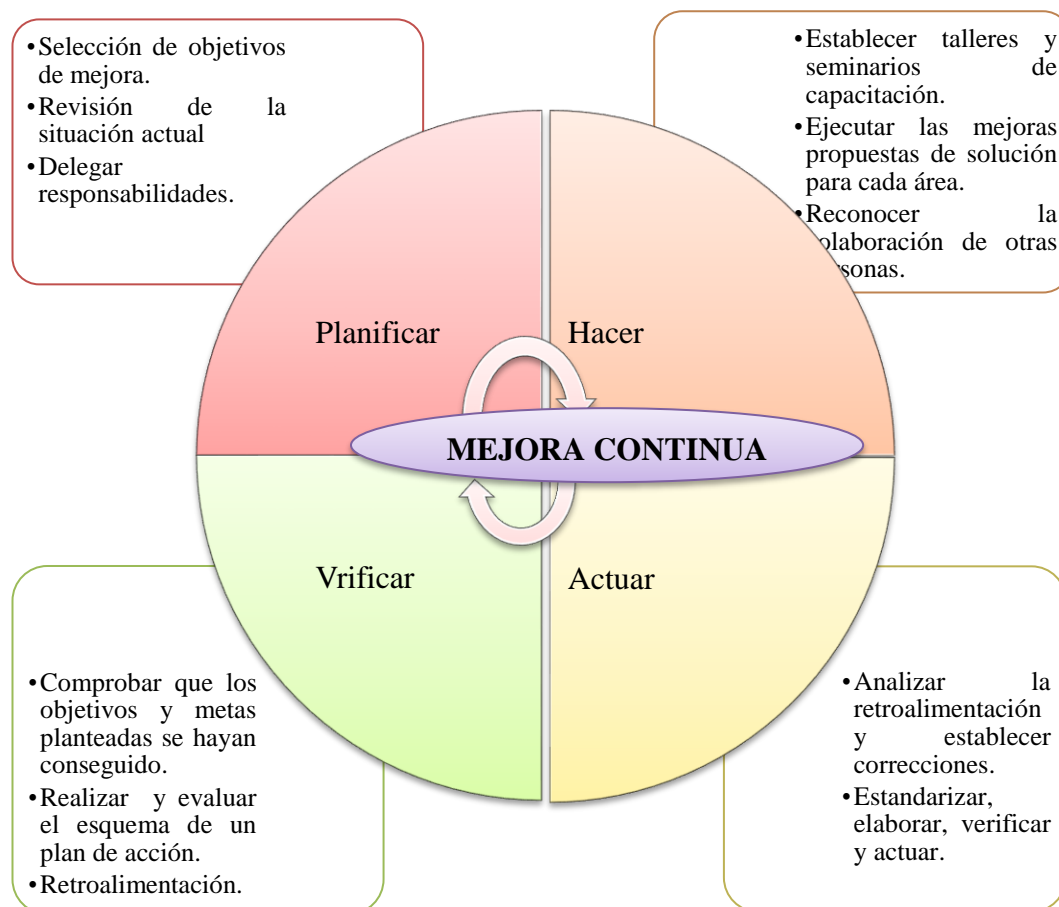 •Selección de objetivos
de mejora.
•Revisión de la
situación actual
•Delegar
responsabilidades.
•Establecer talleres y
seminarios de
capacitación.
•Ejecutar las mejoras
propuestas de solución
para cada área.
•Reconocer la
colaboración de otras
personas.
Planificar
Hacer
MEJORA CONTINUA
Vrificar
Actuar
•Comprobar que los
objetivos y metas
planteadas se hayan
conseguido.
•Realizar y evaluar
el esquema de un
plan de acción.
•Retroalimentación.
•Analizar la
retroalimentación
y establecer
correcciones.
•Estandarizar,
elaborar, verificar
y actuar.